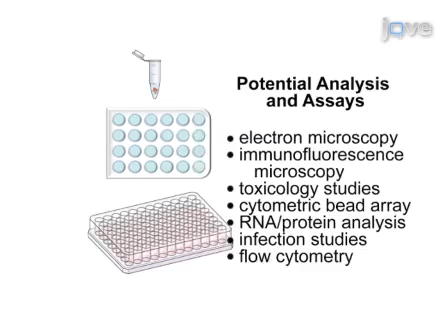 jove
Potential Analysis
and Assays
• electron microscopy
• immunofluorescence
microscopy
• toxicology studies
• cytometric bead array
• RNA/protein analysis
• infection studies
• flow cytometry